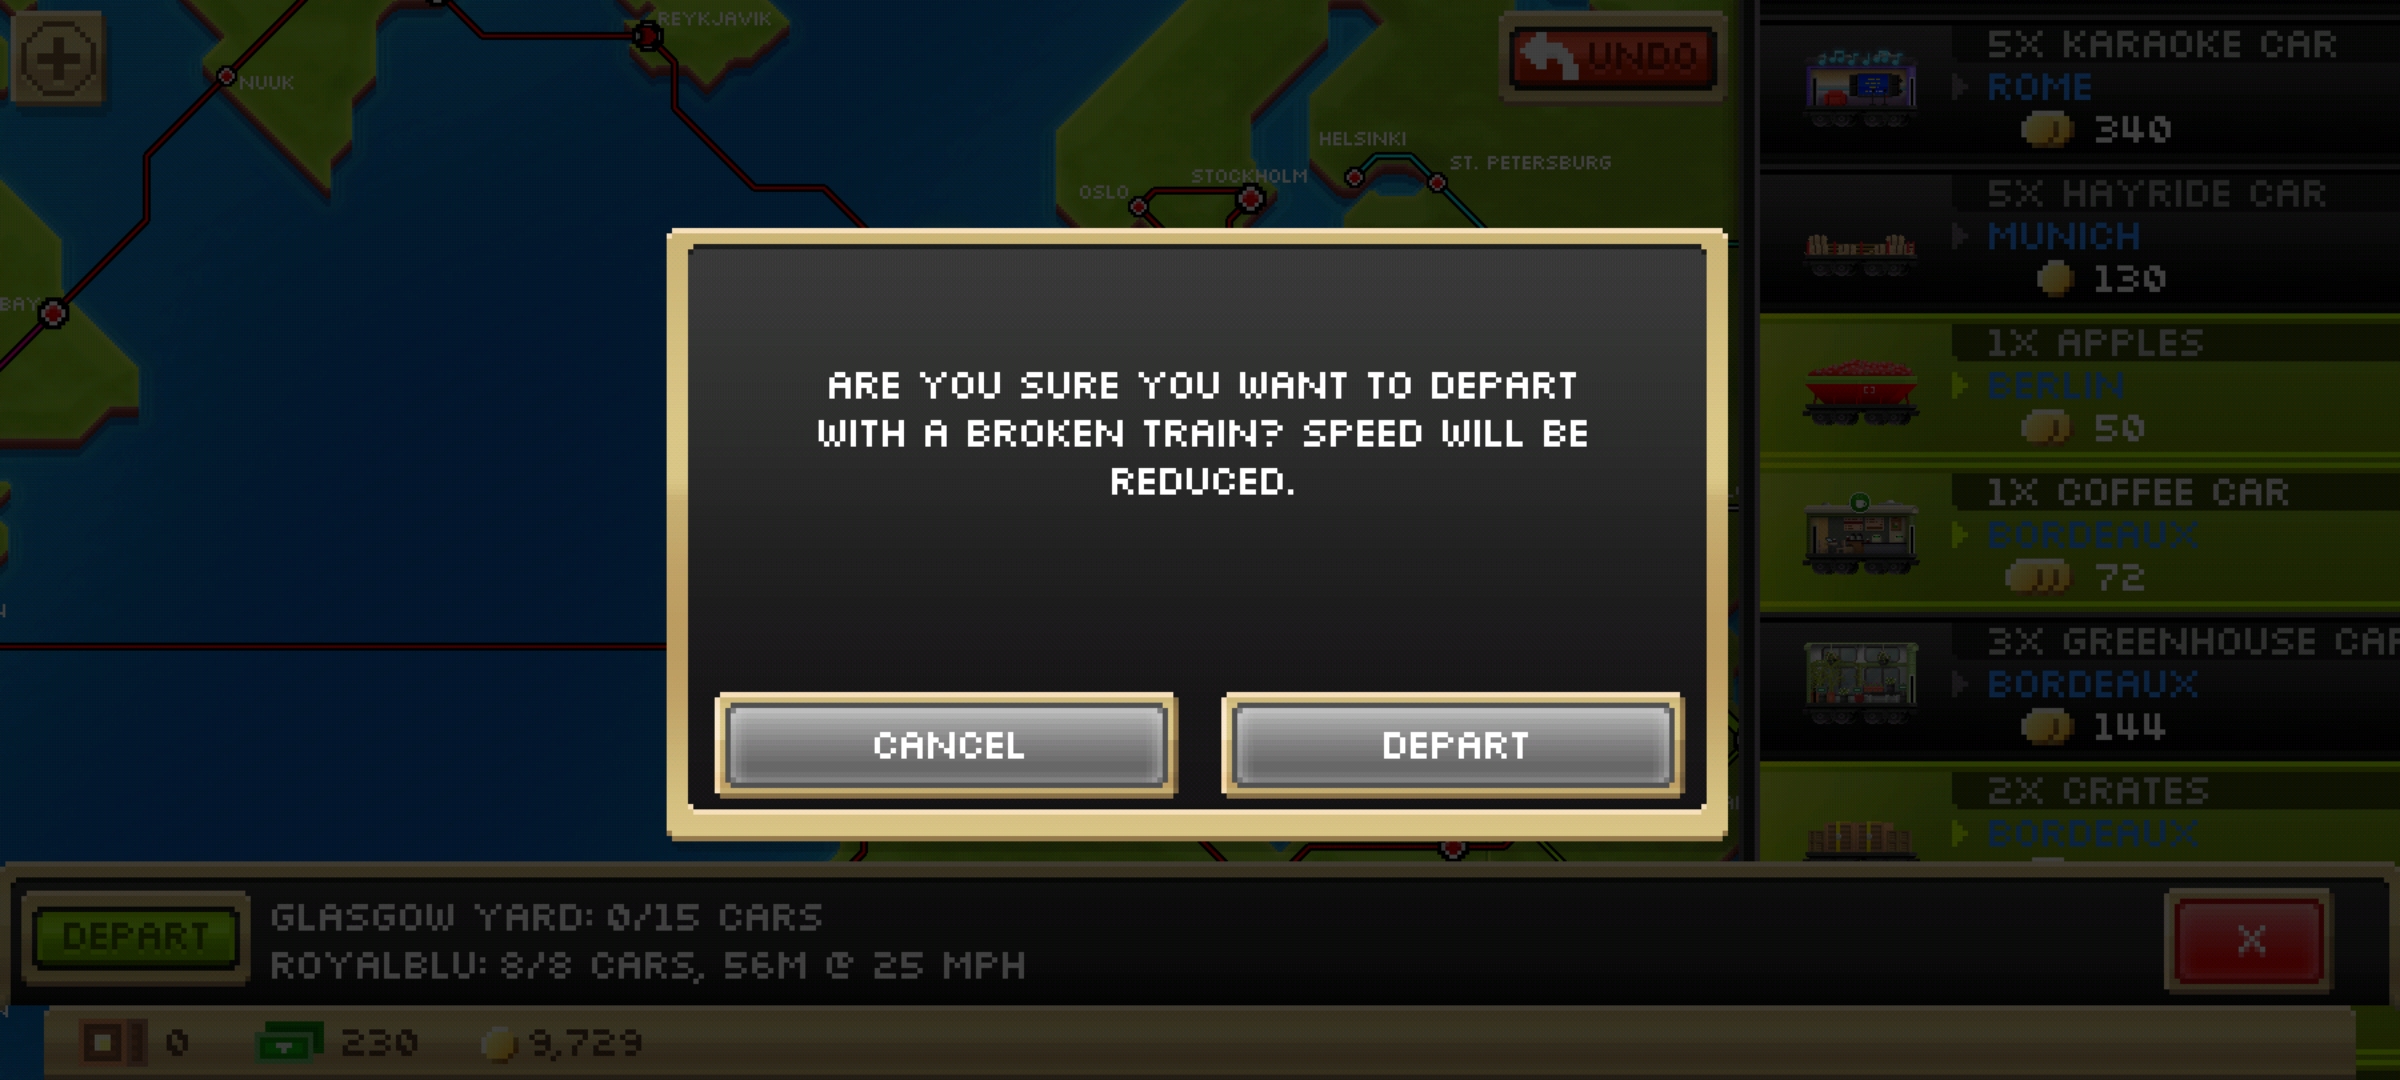 REYKJAVIK
NUUK
BAY
UNDO
HELSINKI
ST. PETERSBURG
STOCKHOLM
OSLO
ARE YOU SURE YOU WANT TO DEPART
WITH A BROKEN TRAIN? SPEED WILL BE
REDUCED.
CANCEL
DEPART
5X KARAOKE CAR
ROME
340
5X HAYRIDE CAR
MUNICH
130
1X APPLES
BERLIN
50
1X COFFEE CAR
BORDEAUX
72
3X GREENHOUSE CAR
BORDEAUX
144
2X CRATES
BORDEAUX
DEPART
GLASGOW YARD: 0/15 CARS
ROYALBLU: 8/8 CARS, 56M @ 25 MPH
X
0
230
9,729